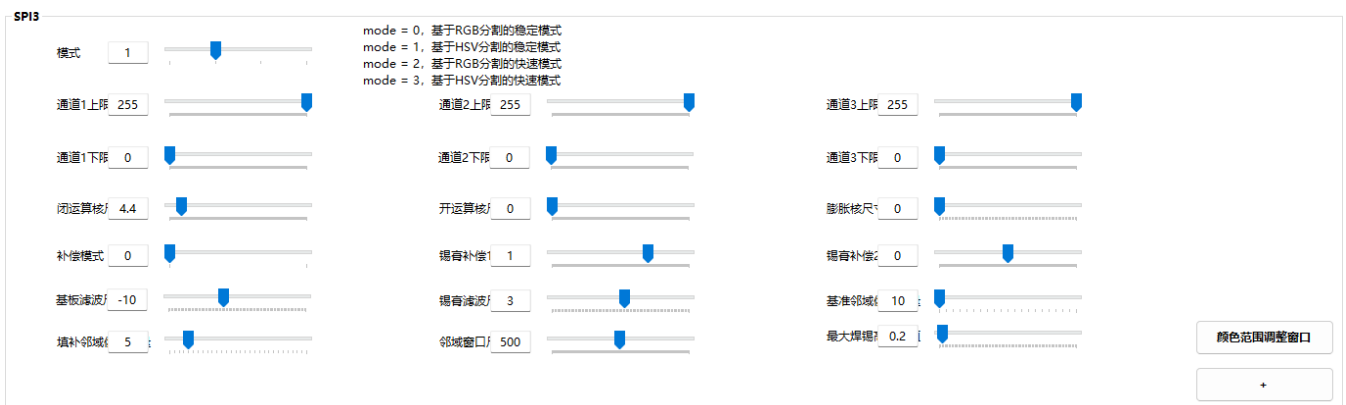 SPI3
模式 1
mode = 0，基于RGB分割的稳定模式
mode = 1，基于HSV分割的稳定模式
mode = 2，基于RGB分割的快速模式
mode = 3，基于HSV分割的快速模式
通道1上限 255 通道2上限 255 通道3上限 255
通道1下限 0 通道2下限 0 通道3下限 0
闭运算核 4.4 开运算核 0 膨胀核尺 0
补偿模式 0 锡膏补偿1 1 锡膏补偿2 0
基板滤波 -10 锡膏滤波 3 基准邻域 10
填补邻域 5 邻域窗口 500 最大焊锡 0.2
颜色范围调整窗口
+